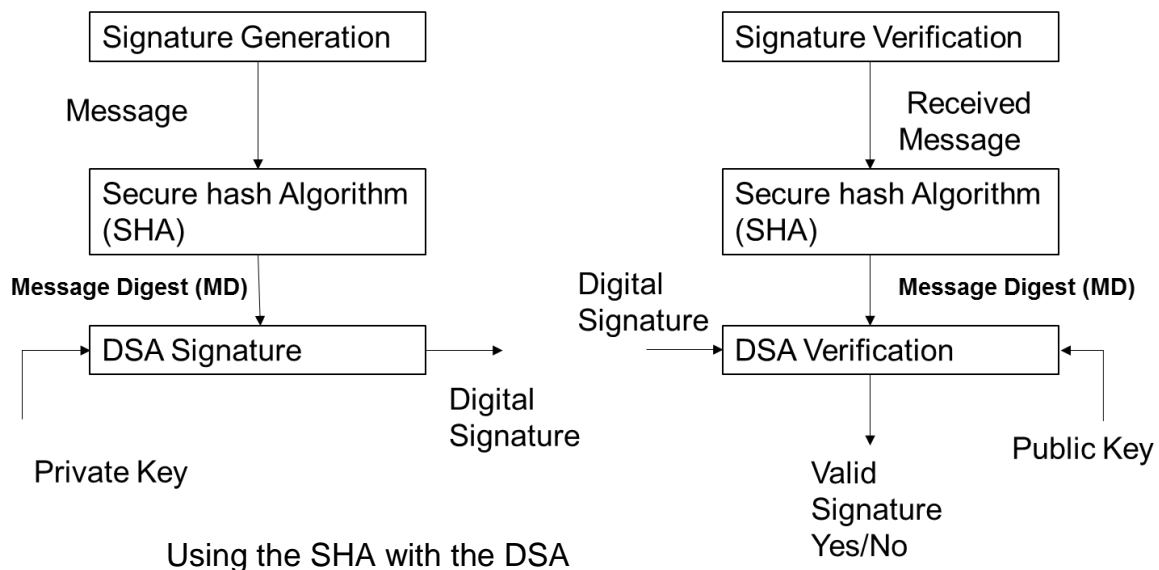 Signature Generation
Message
Secure hash Algorithm
(SHA)
Message Digest (MD)
DSA Signature
Private Key
Digital
Signature
Signature Verification
Received
Message
Secure hash Algorithm
(SHA)
Message Digest (MD)
Digital
Signature
DSA Verification
Public Key
Valid
Signature
Yes/No
Using the SHA with the DSA